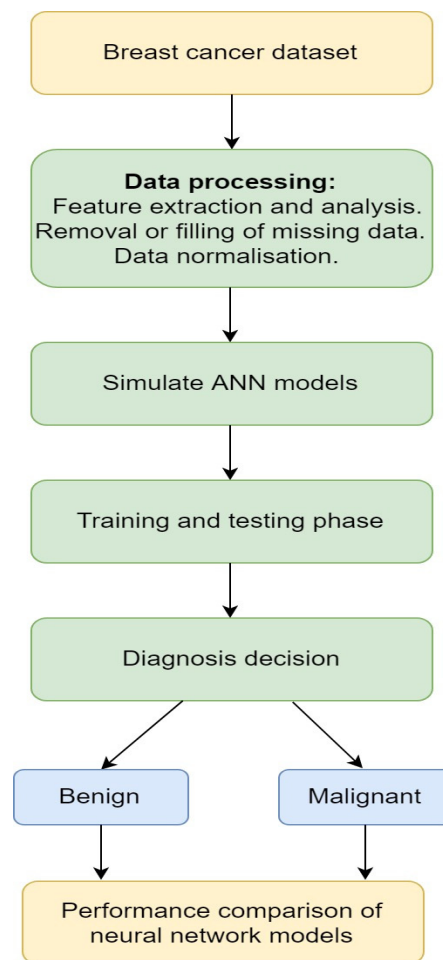 Breast cancer dataset
Data processing:
Feature extraction and analysis.
Removal or filling of missing data.
Data normalisation.
Simulate ANN models
Training and testing phase
Diagnosis decision
Benign
Malignant
Performance comparison of
neural network models